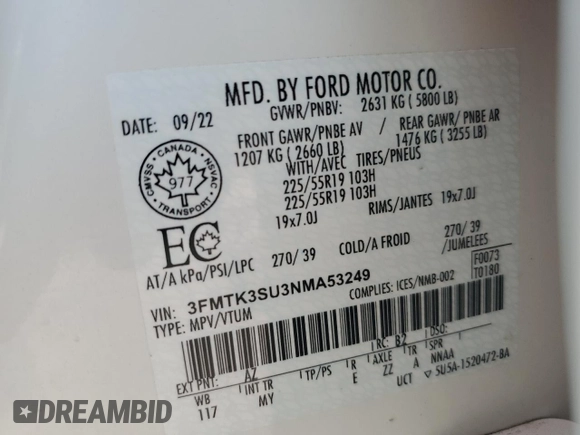 MFD. BY FORD MOTOR CO.
DATE: 09/22
GVWR/PNBV: 2631 KG ( 5800 LB)
FRONT GAWR/PNBE AV / REAR GAWR/ PNBE AR
1207 KG ( 2660 LB) 1476 KG ( 3255 LB)
WITH/AVEC TIRES/PNEUS
225/55R19 103H
225/55R19 103H
19x7.0J RIMS/JANTES 19x7.0J
CMVSS · CANADA · NSVAC
977
TRANSPORT
EC
AT/A kPa/PSI/LPC 270/ 39 COLD/A FROID 270/ 39
/JUMELEES
VIN: 3FMTK3SU3NMA53249
COMPLIES: ICES/NMB-002
F0073
T0180
TYPE: MPV/VTUM
EXT PNT: AZ RC: B2 DSO:
WB INT TR TP/PS R AXLE TR SPR
117 MY E ZZ A NNAA
UCT ▽ 5U5A-1520472-BA
DREAMBID